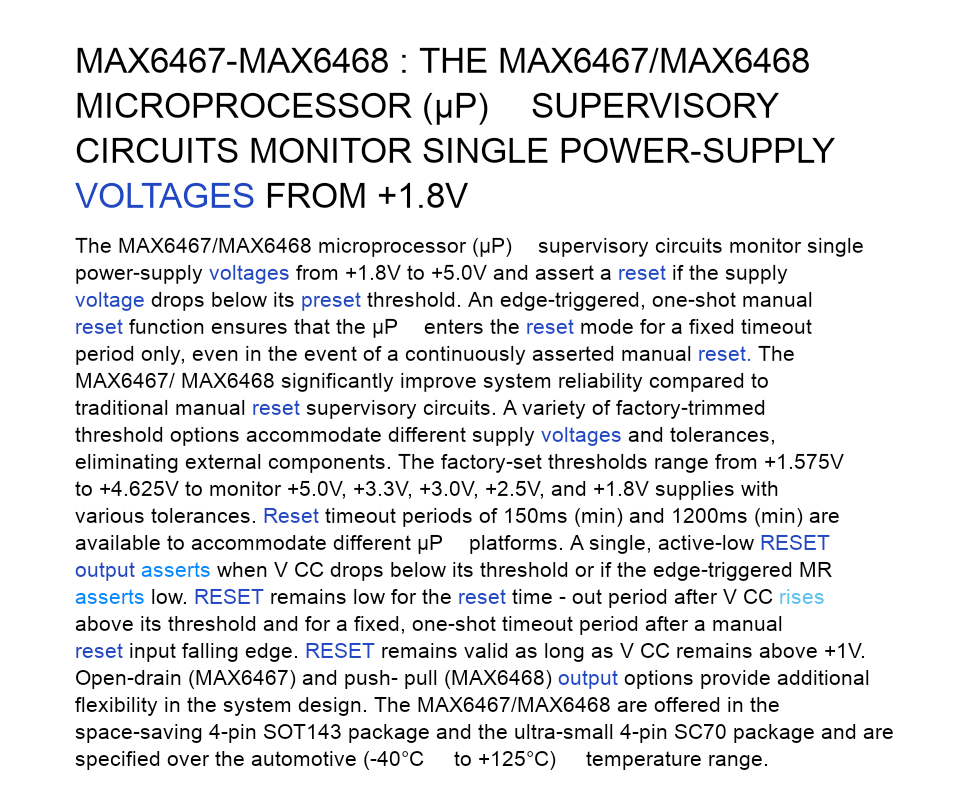 MAX6467-MAX6468 : THE MAX6467/MAX6468
MICROPROCESSOR (µP) SUPERVISORY
CIRCUITS MONITOR SINGLE POWER-SUPPLY
VOLTAGES FROM +1.8V
The MAX6467/MAX6468 microprocessor (µP) supervisory circuits monitor single
power-supply voltages from +1.8V to +5.0V and assert a reset if the supply
voltage drops below its preset threshold. An edge-triggered, one-shot manual
reset function ensures that the µP enters the reset mode for a fixed timeout
period only, even in the event of a continuously asserted manual reset. The
MAX6467/ MAX6468 significantly improve system reliability compared to
traditional manual reset supervisory circuits. A variety of factory-trimmed
threshold options accommodate different supply voltages and tolerances,
eliminating external components. The factory-set thresholds range from +1.575V
to +4.625V to monitor +5.0V, +3.3V, +3.0V, +2.5V, and +1.8V supplies with
various tolerances. Reset timeout periods of 150ms (min) and 1200ms (min) are
available to accommodate different µP platforms. A single, active-low RESET
output asserts when V CC drops below its threshold or if the edge-triggered MR
asserts low. RESET remains low for the reset time - out period after V CC rises
above its threshold and for a fixed, one-shot timeout period after a manual
reset input falling edge. RESET remains valid as long as V CC remains above +1V.
Open-drain (MAX6467) and push- pull (MAX6468) output options provide additional
flexibility in the system design. The MAX6467/MAX6468 are offered in the
space-saving 4-pin SOT143 package and the ultra-small 4-pin SC70 package and are
specified over the automotive (-40°C to +125°C) temperature range.